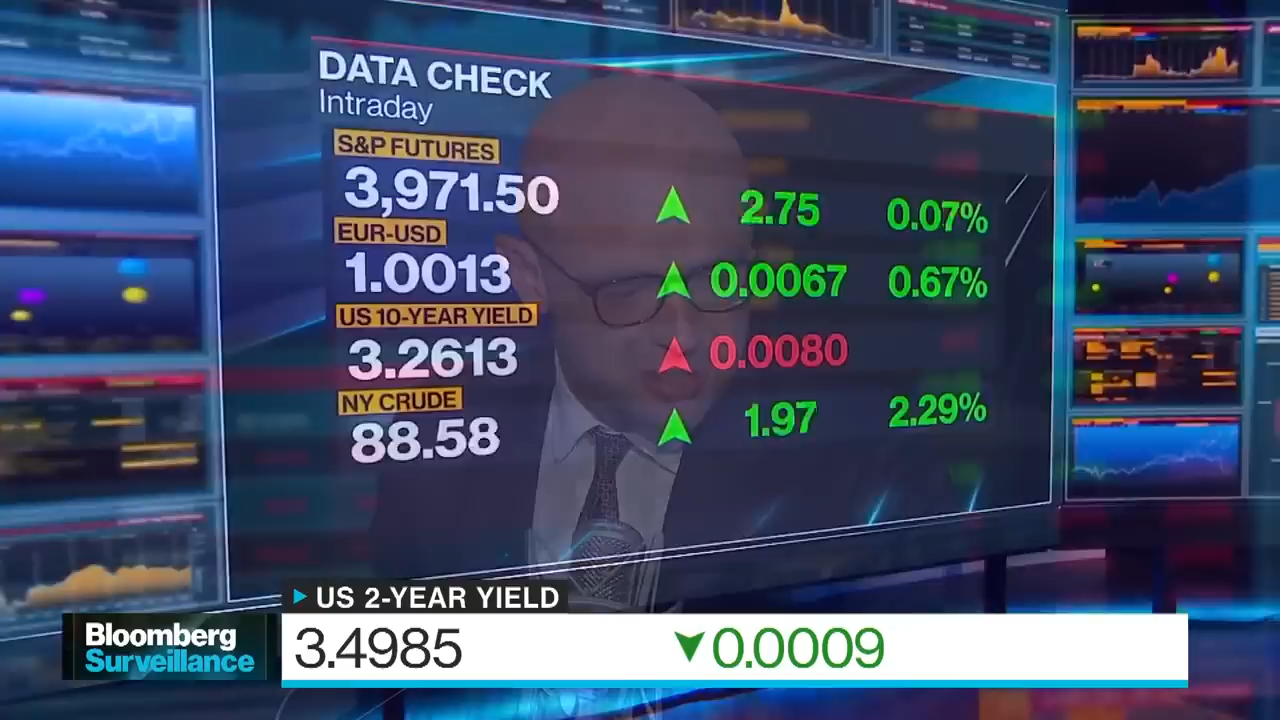 DATA CHECK
Intraday
S&P FUTURES
3,971.50 ▲ 2.75 0.07%
EUR-USD
1.0013 ▲ 0.0067 0.67%
US 10-YEAR YIELD
3.2613 ▲ 0.0080
NY CRUDE
88.58 ▲ 1.97 2.29%
US 2-YEAR YIELD
Bloomberg
Surveillance
3.4985 ▼ 0.0009